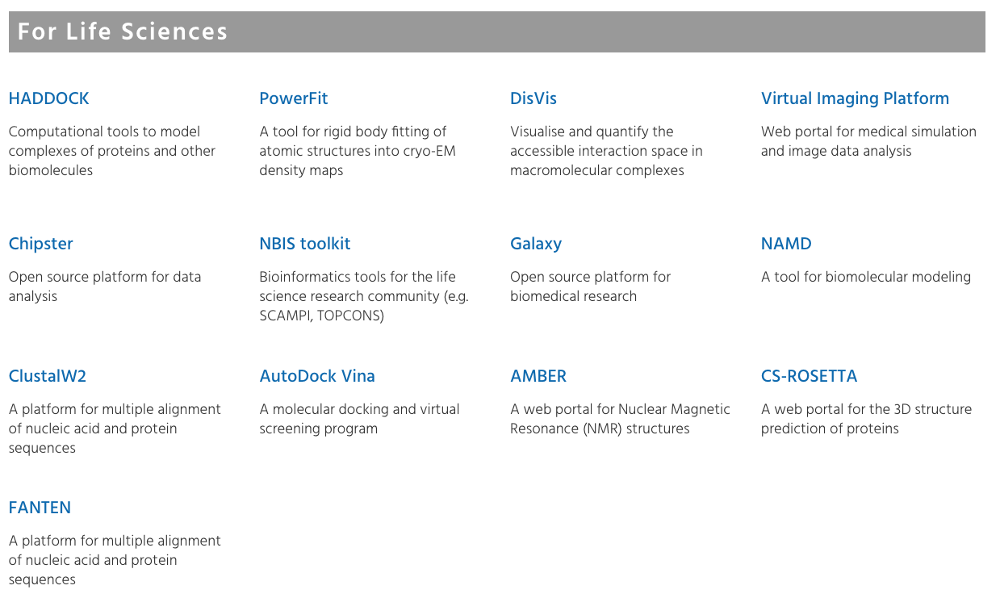 For Life Sciences
HADDOCK
Computational tools to model
complexes of proteins and other
biomolecules
PowerFit
A tool for rigid body fitting of
atomic structures into cryo-EM
density maps
DisVis
Visualise and quantify the
accessible interaction space in
macromolecular complexes
Virtual Imaging Platform
Web portal for medical simulation
and image data analysis
Chipster
Open source platform for data
analysis
NBIS toolkit
Bioinformatics tools for the life
science research community (e.g.
SCAMPI, TOPCONS)
Galaxy
Open source platform for
biomedical research
NAMD
A tool for biomolecular modeling
ClustalW2
A platform for multiple alignment
of nucleic acid and protein
sequences
AutoDock Vina
A molecular docking and virtual
screening program
AMBER
A web portal for Nuclear Magnetic
Resonance (NMR) structures
CS-ROSETTA
A web portal for the 3D structure
prediction of proteins
FANTEN
A platform for multiple alignment
of nucleic acid and protein
sequences